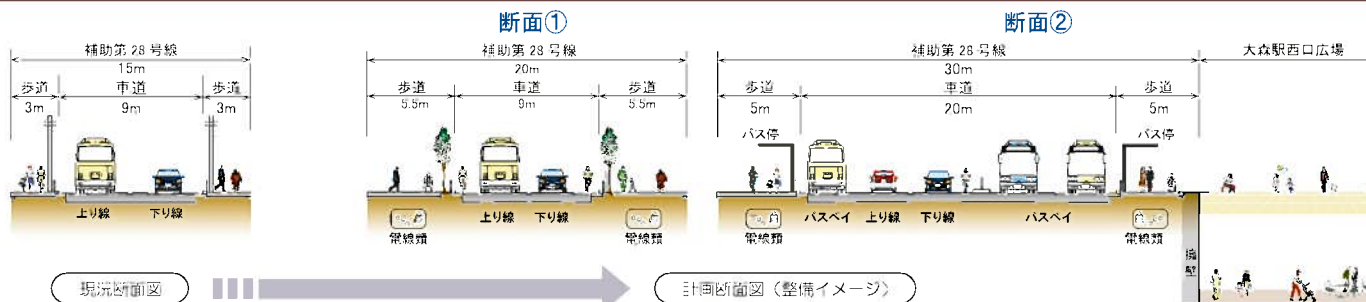 断面①
断面②
補助第28号線
15m
歩道
車道
歩道
3m
9m
3m
上り線
下り線
補助第28号線
20m
歩道
車道
歩道
5.5m
9m
5.5m
上り線
下り線
電線類
電線類
補助第28号線
30m
大森駅西口広場
歩道
車道
歩道
5m
20m
5m
バス停
バス停
バスベイ
上り線
下り線
バスベイ
電線類
電線類
擁壁
現況断面図
計画断面図（整備イメージ）